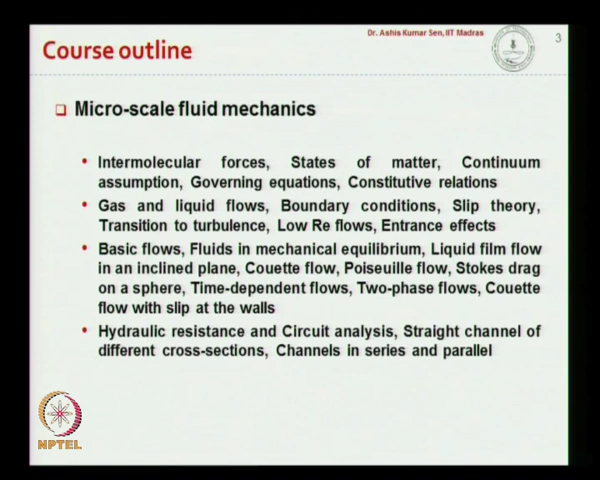 Dr. Ashis Kumar Sen, IIT Madras
3
Course outline
Micro-scale fluid mechanics
• Intermolecular forces, States of matter, Continuum
assumption, Governing equations, Constitutive relations
• Gas and liquid flows, Boundary conditions, Slip theory,
Transition to turbulence, Low Re flows, Entrance effects
• Basic flows, Fluids in mechanical equilibrium, Liquid film flow
in an inclined plane, Couette flow, Poiseuille flow, Stokes drag
on a sphere, Time-dependent flows, Two-phase flows, Couette
flow with slip at the walls
• Hydraulic resistance and Circuit analysis, Straight channel of
different cross-sections, Channels in series and parallel
NPTEL